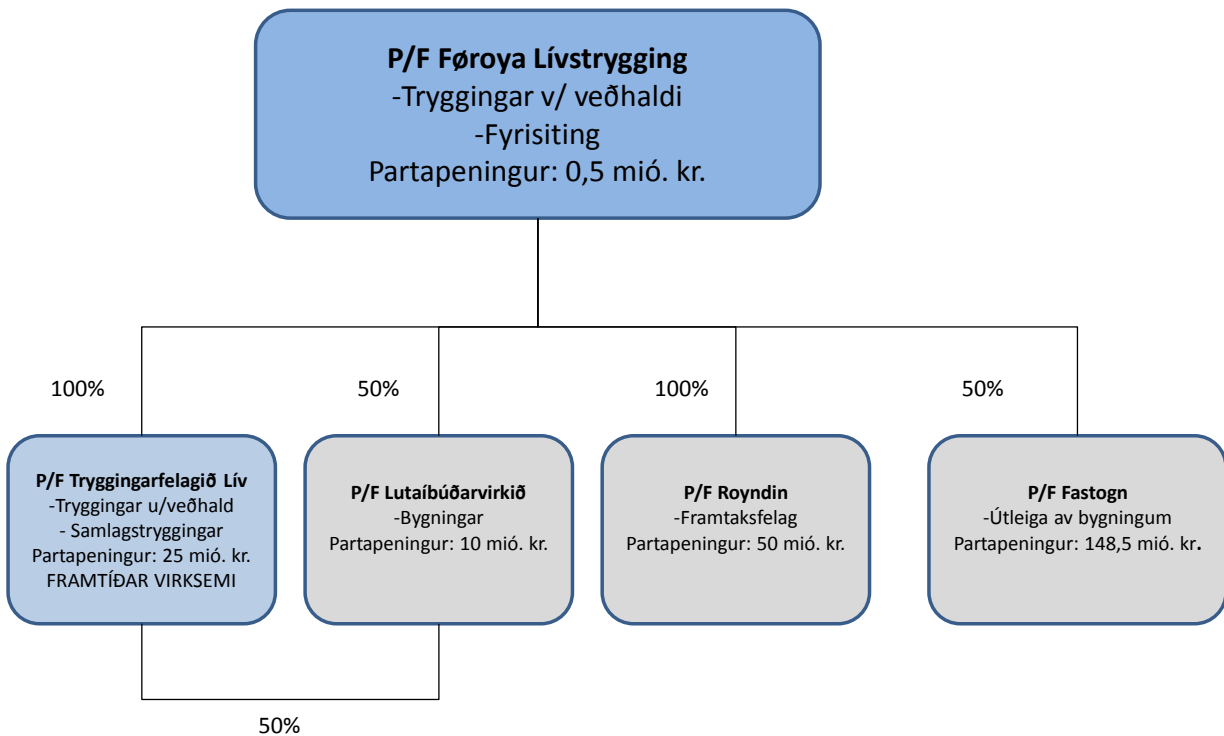 P/F Føroya Lívstrygging
-Tryggingar v/ veðhaldi
-Fyrisiting
Partapeningur: 0,5 mió. kr.
100%
50%
100%
50%
P/F Tryggingarfelagið Lív
-Tryggingar u/veðhald
- Samlagstryggingar
Partapeningur: 25 mió. kr.
FRAMTÍÐAR VIRKSEMI
P/F Lutaíbúðarvirkið
-Bygningar
Partapeningur: 10 mió. kr.
P/F Royndin
-Framtaksfelag
Partapeningur: 50 mió. kr.
P/F Fastogn
-Útleiga av bygningum
Partapeningur: 148,5 mió. kr.
50%